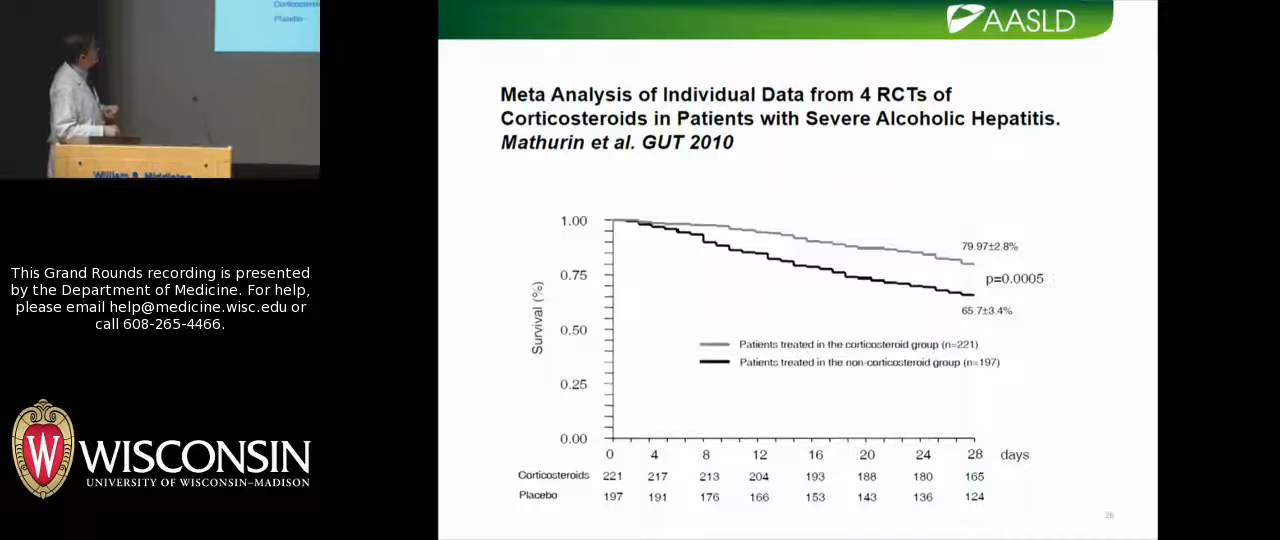 Corticosteroids
Placebo
William S. Middleton
This Grand Rounds recording is presented
by the Department of Medicine. For help,
please email help@medicine.wisc.edu or
call 608-265-4466.
W
WISCONSIN
UNIVERSITY OF WISCONSIN–MADISON
AASLD
Meta Analysis of Individual Data from 4 RCTs of
Corticosteroids in Patients with Severe Alcoholic Hepatitis.
Mathurin et al. GUT 2010
Survival (%)
1.00
0.75
0.50
0.25
0.00
79.97±2.8%
p=0.0005
65.7±3.4%
Patients treated in the corticosteroid group (n=221)
Patients treated in the non-corticosteroid group (n=197)
0 4 8 12 16 20 24 28 days
Corticosteroids 221 217 213 204 193 188 180 165
Placebo 197 191 176 166 153 143 136 124
26